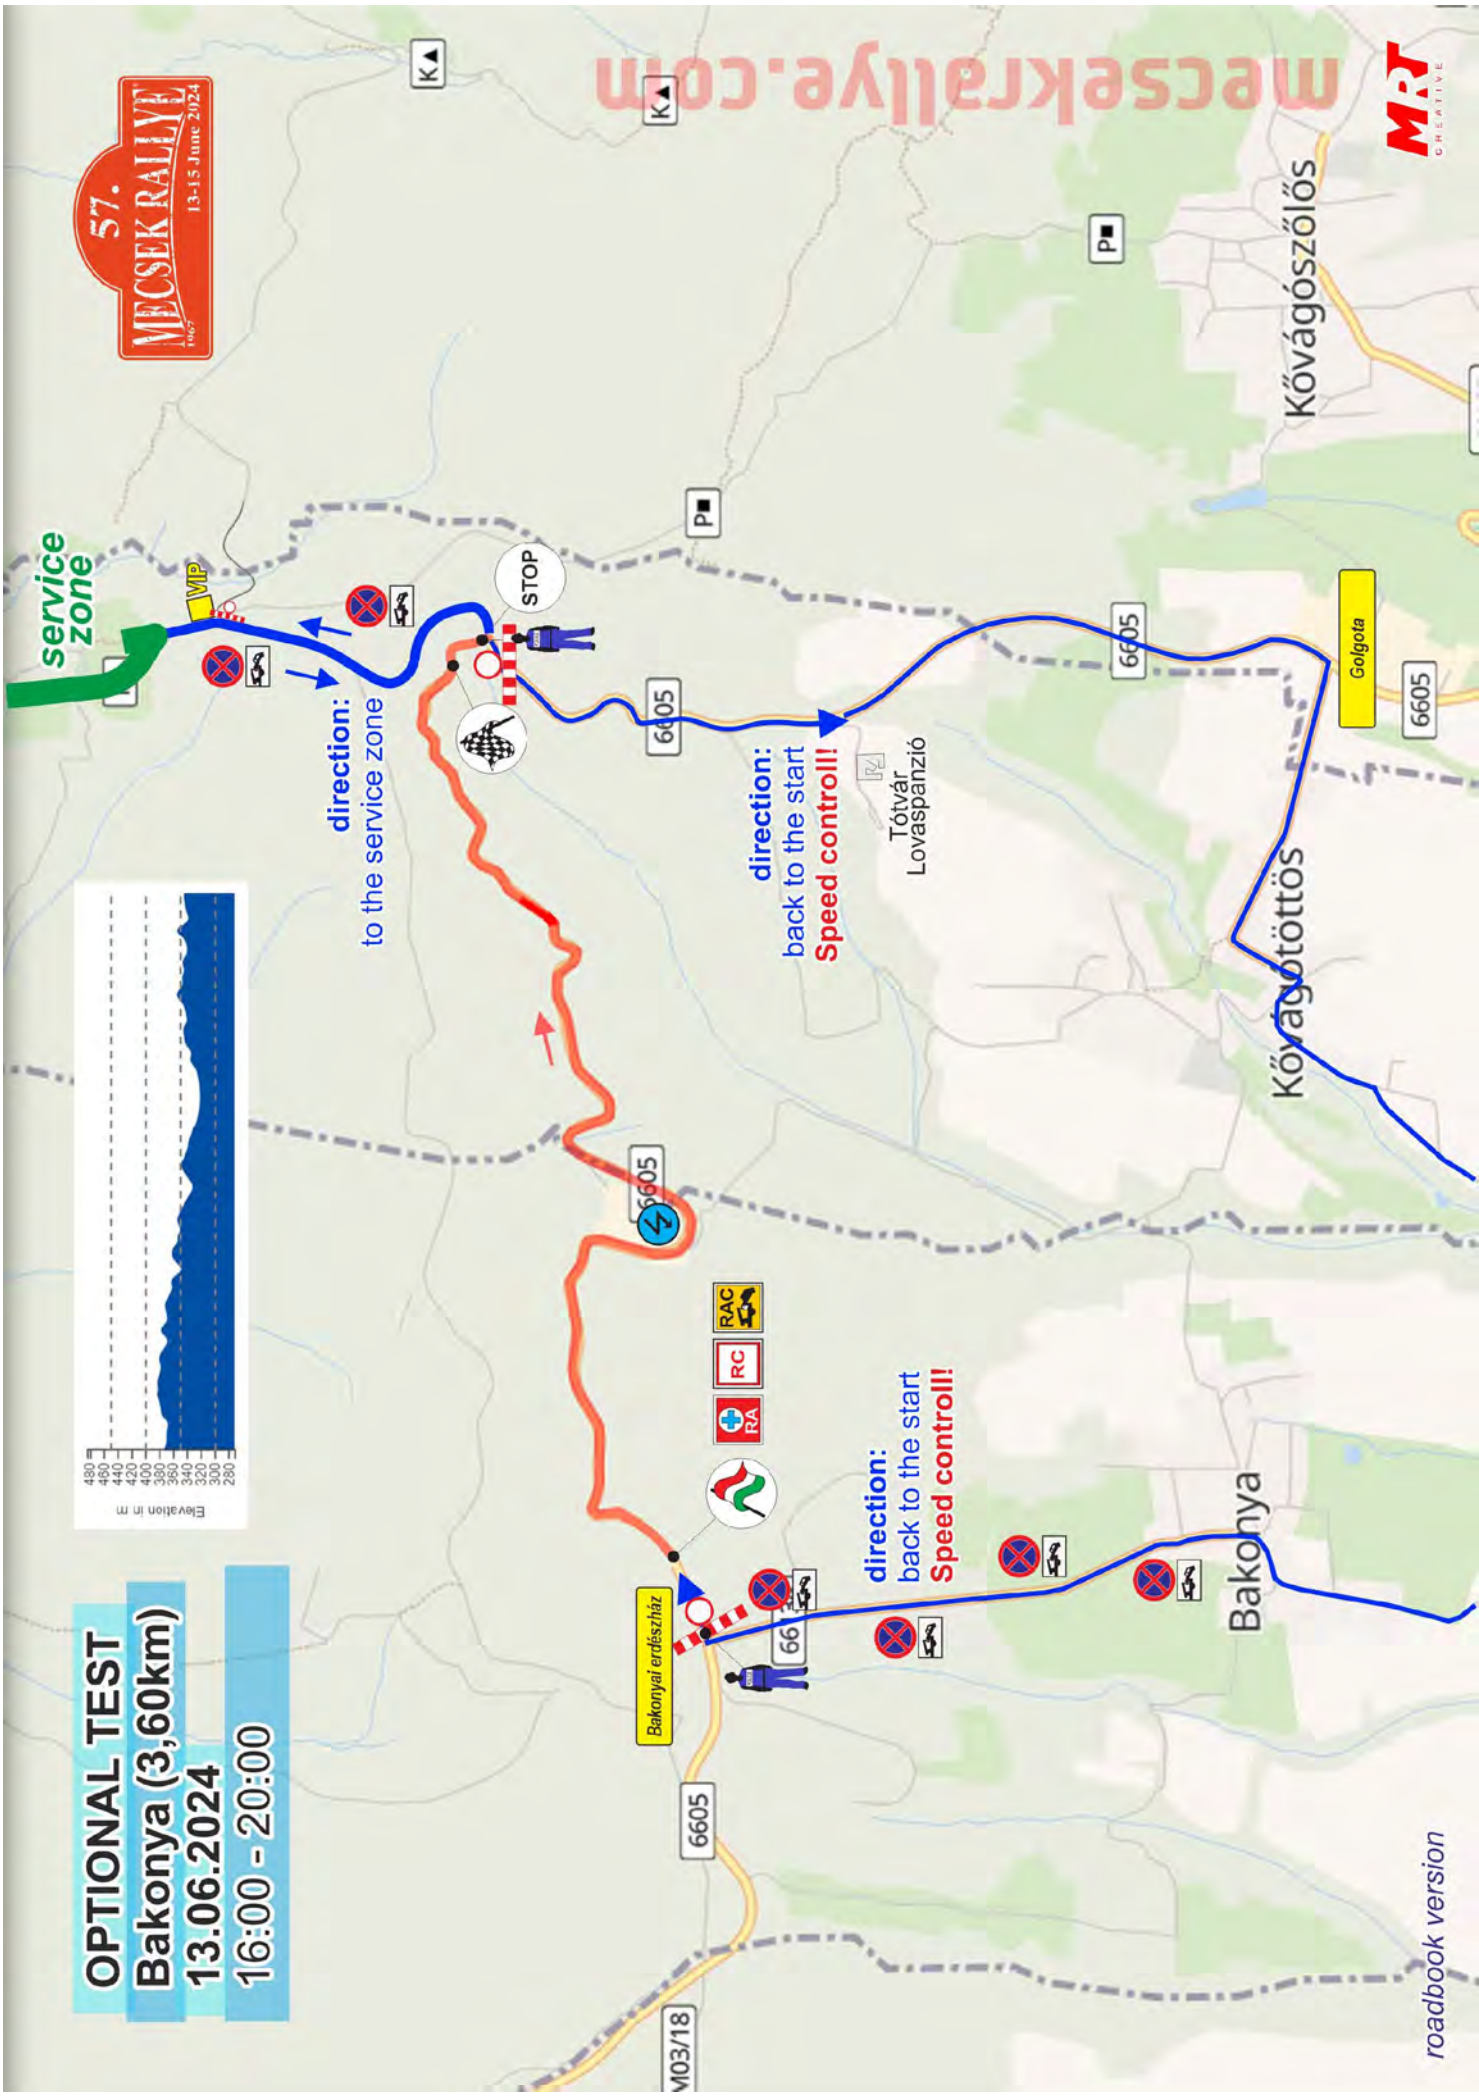 OPTIONAL TEST
Bakonya (3,60km)
13.06.2024
16:00 - 20:00
Elevation in m
480
460
440
420
400
380
360
340
320
300
280
service
zone
VIP
57.
MECSEK RALLYE
1967
13-15 June 2024
K▲
K▲
mecsekrallye.com
MRT
CREATIVE
direction:
to the service zone
STOP
P■
P■
6605
6605
6605
6605
6605
direction:
back to the start
Speed controll!
Tótvár
Lovaspanzió
Golgota
Kővágószőlős
Kővágótöttös
RA
RC
RAC
direction:
back to the start
Speed controll!
Bakonyai erdészház
Bakonya
M03/18
roadbook version